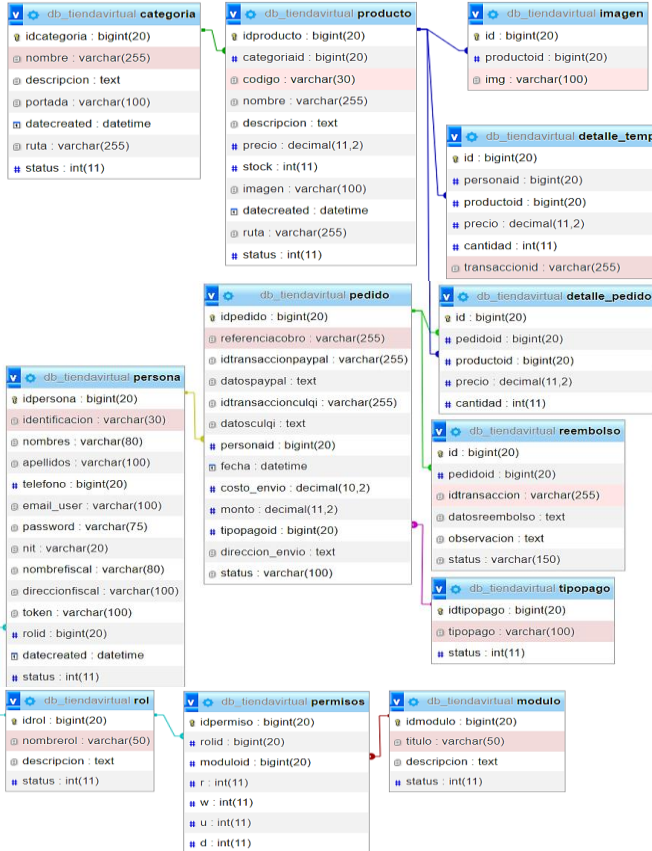 db_tiendavirtual categoria
idcategoria : bigint(20)
nombre : varchar(255)
descripcion : text
portada : varchar(100)
datecreated : datetime
ruta : varchar(255)
status : int(11)
db_tiendavirtual producto
idproducto : bigint(20)
categoriaid : bigint(20)
codigo : varchar(30)
nombre : varchar(255)
descripcion : text
precio : decimal(11,2)
stock : int(11)
imagen : varchar(100)
datecreated : datetime
ruta : varchar(255)
status : int(11)
db_tiendavirtual imagen
id : bigint(20)
productoid : bigint(20)
img : varchar(100)
db_tiendavirtual detalle_temp
id : bigint(20)
personaid : bigint(20)
productoid : bigint(20)
precio : decimal(11,2)
cantidad : int(11)
transaccionid : varchar(255)
db_tiendavirtual pedido
idpedido : bigint(20)
referenciacobro : varchar(255)
idtransaccionpaypal : varchar(255)
datospaypal : text
idtransaccionculqi : varchar(255)
datosculqi : text
personaid : bigint(20)
fecha : datetime
costo_envio : decimal(10,2)
monto : decimal(11,2)
tipopagoid : bigint(20)
direccion_envio : text
status : varchar(100)
db_tiendavirtual detalle_pedido
id : bigint(20)
pedidoid : bigint(20)
productoid : bigint(20)
precio : decimal(11,2)
cantidad : int(11)
db_tiendavirtual persona
idpersona : bigint(20)
identificacion : varchar(30)
nombres : varchar(80)
apellidos : varchar(100)
telefono : bigint(20)
email_user : varchar(100)
password : varchar(75)
nit : varchar(20)
nombrefiscal : varchar(80)
direccionfiscal : varchar(100)
token : varchar(100)
rolid : bigint(20)
datecreated : datetime
status : int(11)
db_tiendavirtual reembolso
id : bigint(20)
pedidoid : bigint(20)
idtransaccion : varchar(255)
datosreembolso : text
observacion : text
status : varchar(150)
db_tiendavirtual tipopago
idtipopago : bigint(20)
tipopago : varchar(100)
status : int(11)
db_tiendavirtual rol
idrol : bigint(20)
nombrerol : varchar(50)
descripcion : text
status : int(11)
db_tiendavirtual permisos
idpermiso : bigint(20)
rolid : bigint(20)
moduloid : bigint(20)
r : int(11)
w : int(11)
u : int(11)
d : int(11)
db_tiendavirtual modulo
idmodulo : bigint(20)
titulo : varchar(50)
descripcion : text
status : int(11)